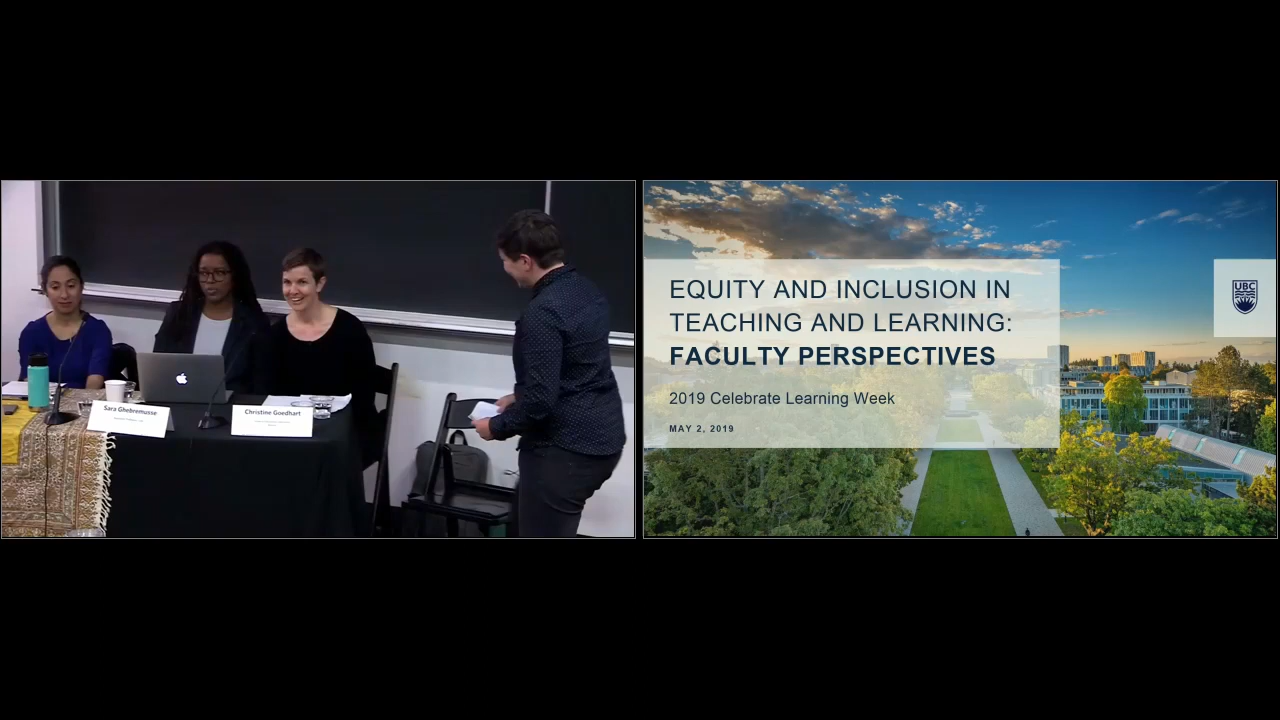 Sara Ghebremusse
Christine Goedhart
EQUITY AND INCLUSION IN
TEACHING AND LEARNING:
FACULTY PERSPECTIVES
2019 Celebrate Learning Week
MAY 2, 2019
UBC